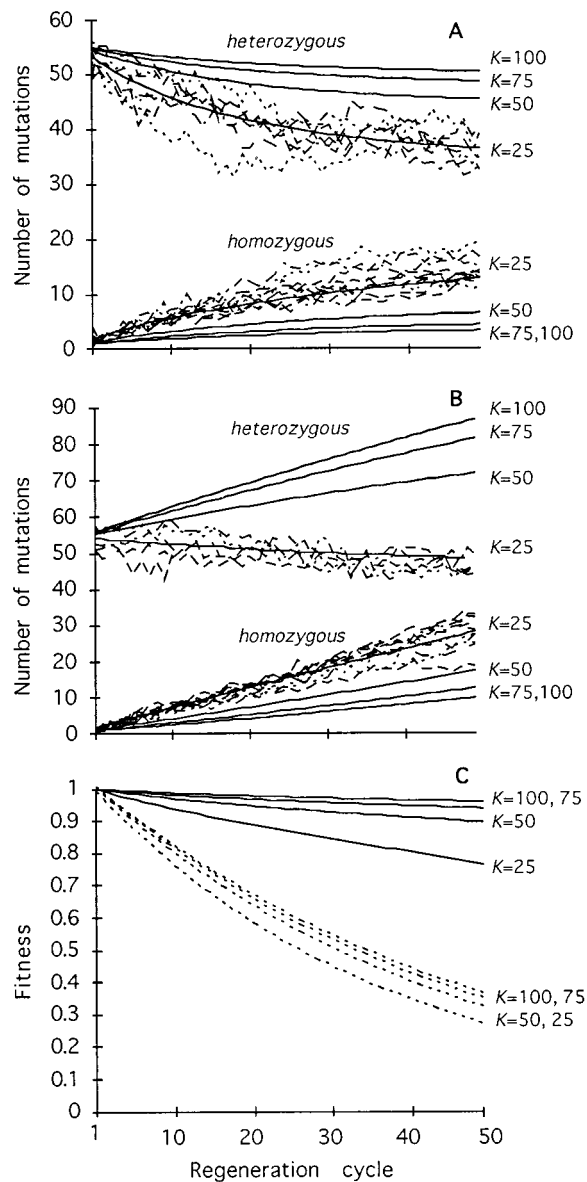 A
60
50
40
30
20
10
0
Number of mutations
heterozygous
K=100
K=75
K=50
K=25
homozygous
K=25
K=50
K=75,100
B
90
80
70
60
50
40
30
20
10
0
Number of mutations
heterozygous
K=100
K=75
K=50
K=25
homozygous
K=25
K=50
K=75,100
C
1
0.9
0.8
0.7
0.6
0.5
0.4
0.3
0.2
0.1
0
Fitness
K=100, 75
K=50
K=25
K=100, 75
K=50, 25
1 10 20 30 40 50
Regeneration cycle